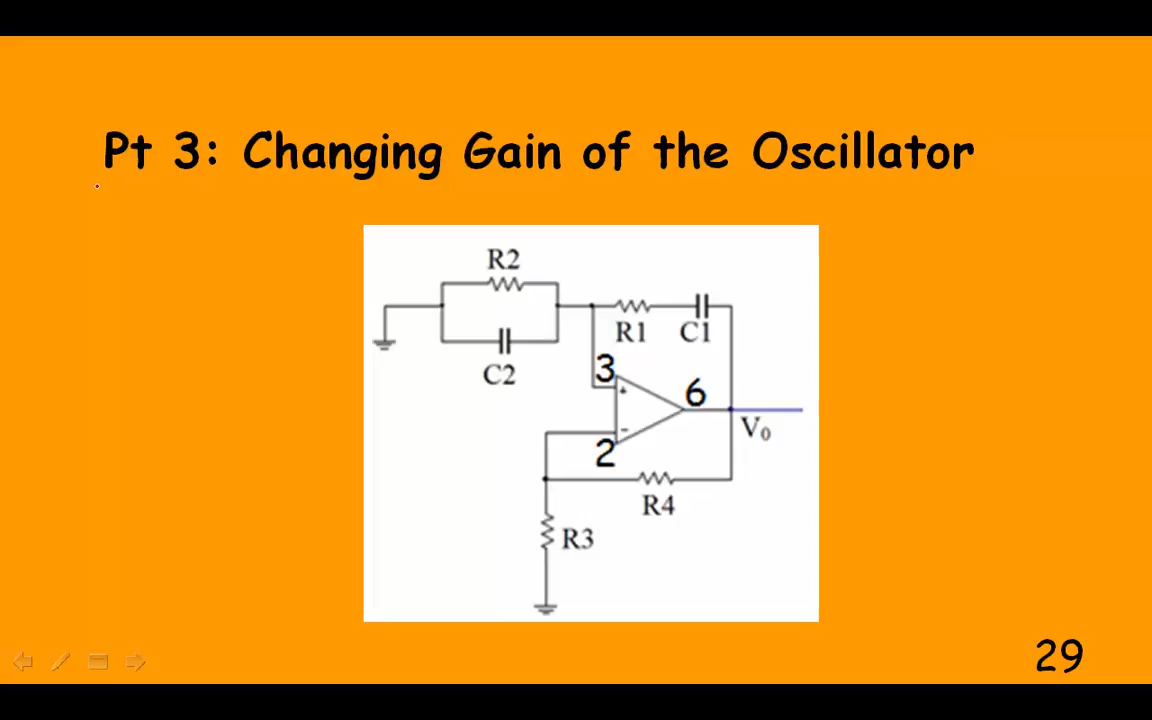 Pt 3: Changing Gain of the Oscillator
R2
R1
C1
C2
3
+
6
V₀
-
2
R4
R3
29